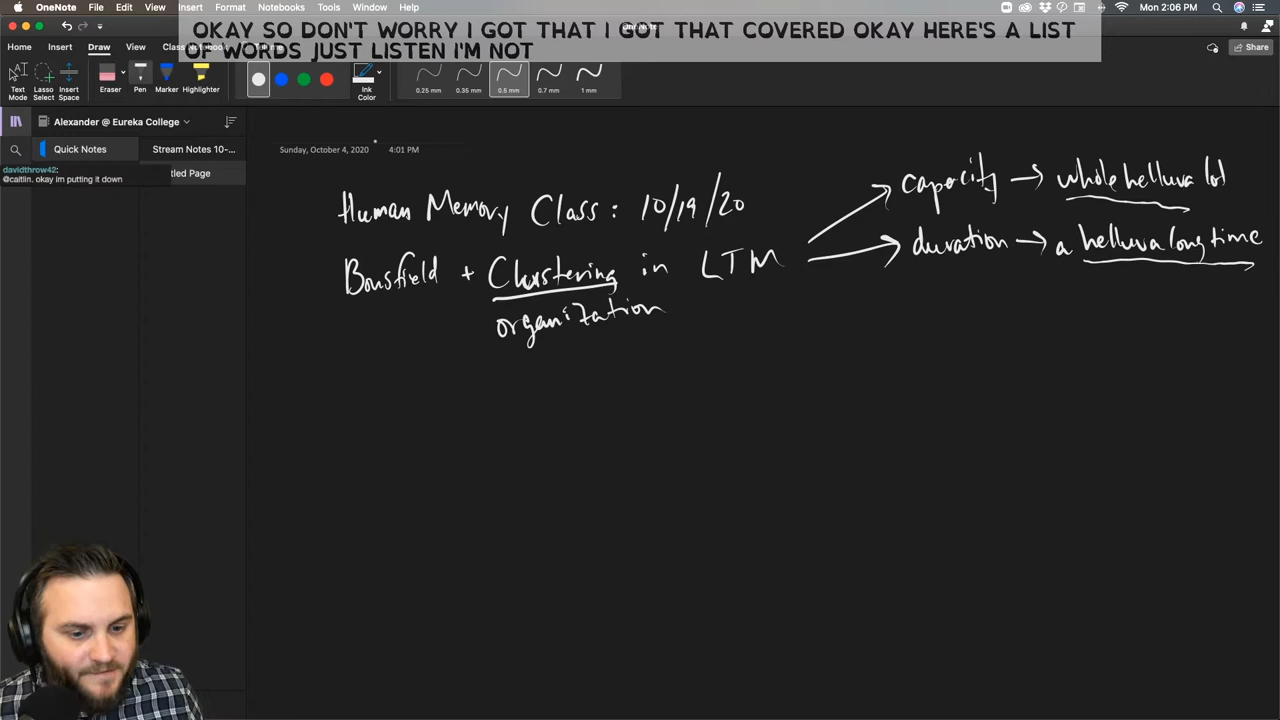 OneNote File Edit View Insert Format Notebooks Tools Window Help Mon 2:06 PM
OKAY SO DON'T WORRY I GOT THAT I GOT THAT COVERED OKAY HERE'S A LIST
OF WORDS JUST LISTEN I'M NOT
Home Insert Draw View Share
Text Mode Lasso Select Insert Space Eraser Pen Marker Highlighter Ink Color 0.25 mm 0.35 mm 0.5 mm 0.7 mm 1 mm
Alexander @ Eureka College
Quick Notes Stream Notes 10-...
Sunday, October 4, 2020 4:01 PM
davidthrow42:
@caitlin. okay im putting it down
tled Page
Human Memory Class: 10/19/20
capacity → whole helluva lot
Bousfield + Clustering in LTM
duration → a helluva long time
organization